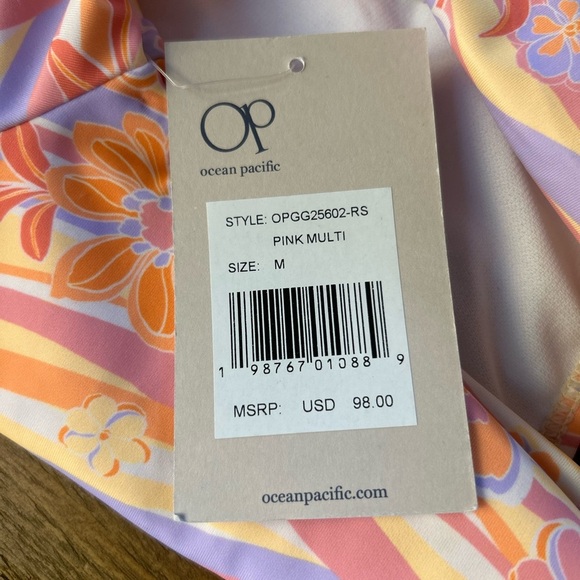 Op
ocean pacific
STYLE: OPGG25602-RS
PINK MULTI
SIZE: M
1 98767 01088 9
MSRP: USD 98.00
oceanpacific.com